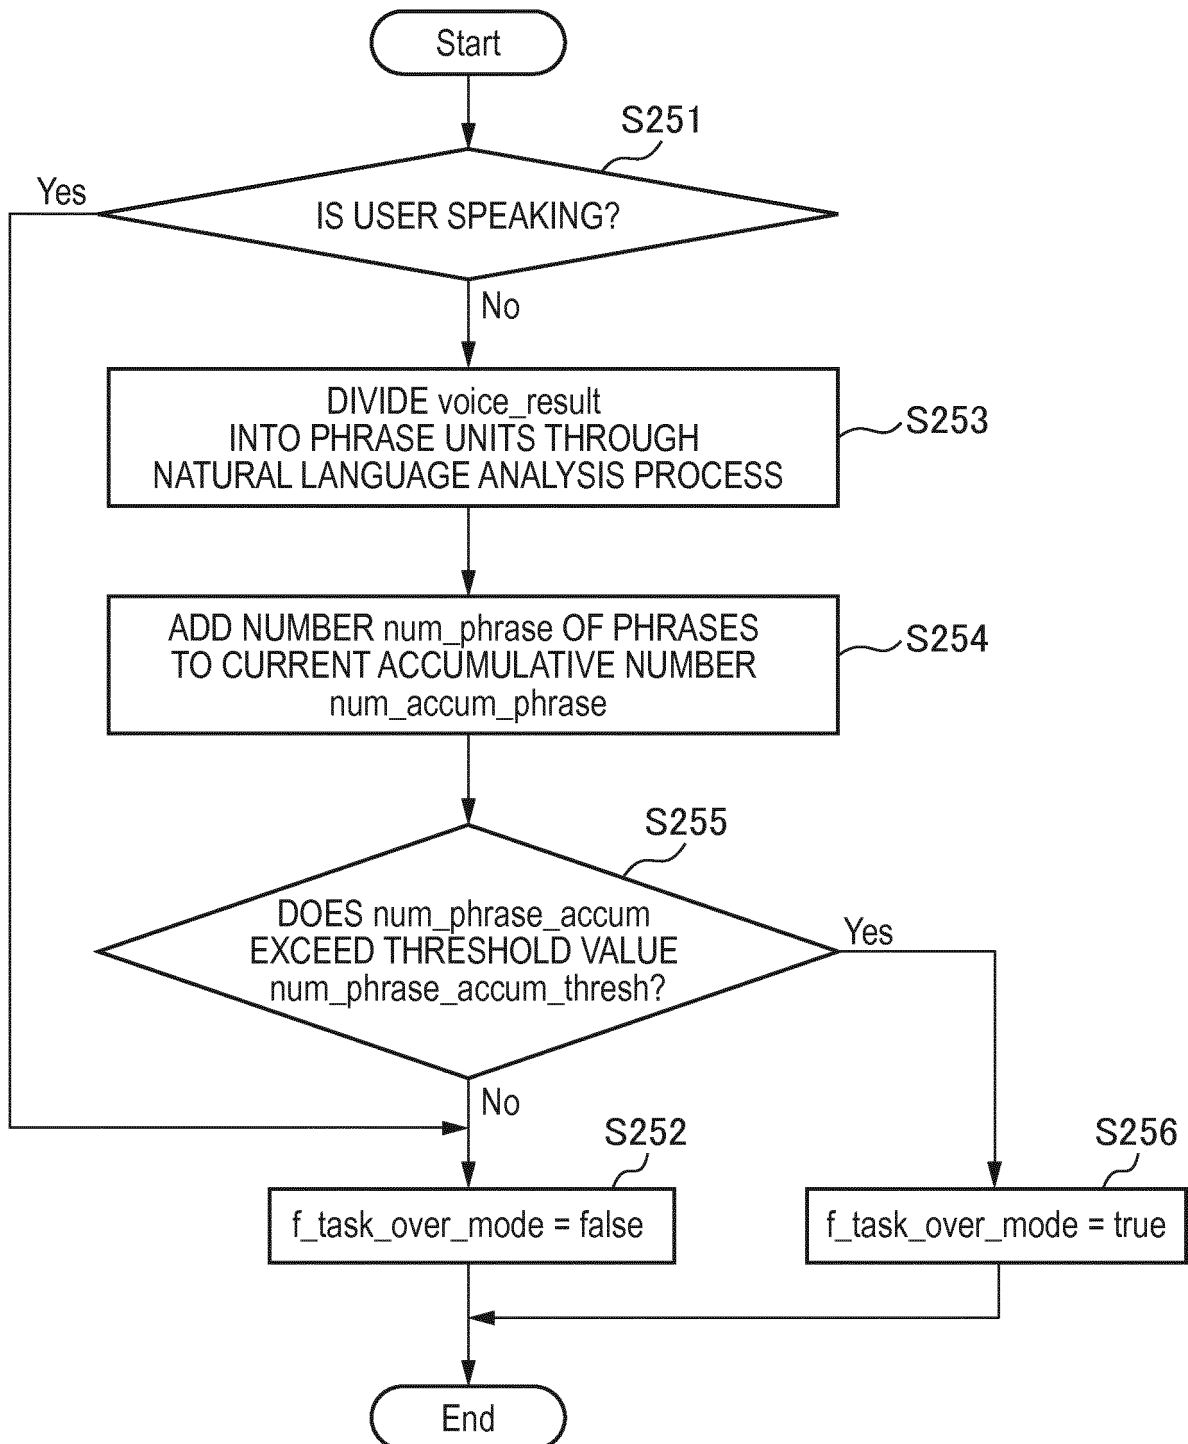 Start
S251
Yes
IS USER SPEAKING?
No
DIVIDE voice_result
INTO PHRASE UNITS THROUGH
NATURAL LANGUAGE ANALYSIS PROCESS
S253
ADD NUMBER num_phrase OF PHRASES
TO CURRENT ACCUMULATIVE NUMBER
num_accum_phrase
S254
S255
DOES num_phrase_accum
EXCEED THRESHOLD VALUE
num_phrase_accum_thresh?
Yes
No
S252
S256
f_task_over_mode = false
f_task_over_mode = true
End